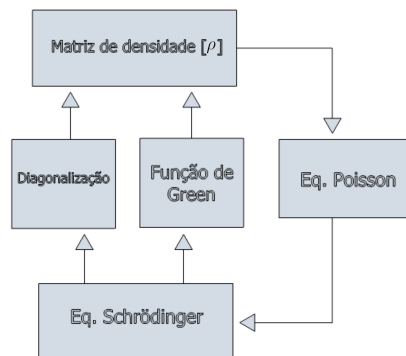 Matriz de densidade [ρ]
Diagonalização
Função de
Green
Eq. Poisson
Eq. Schrödinger